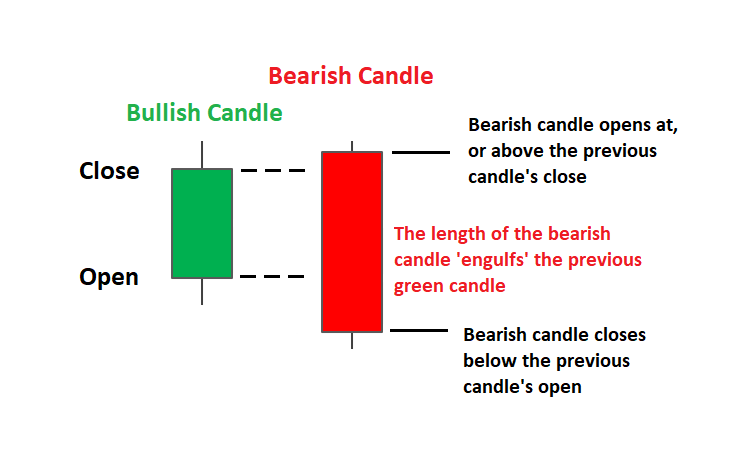 Bearish Candle
Bullish Candle
Close
Open
Bearish candle opens at,
or above the previous
candle's close
The length of the bearish
candle 'engulfs' the previous
green candle
Bearish candle closes
below the previous
candle's open